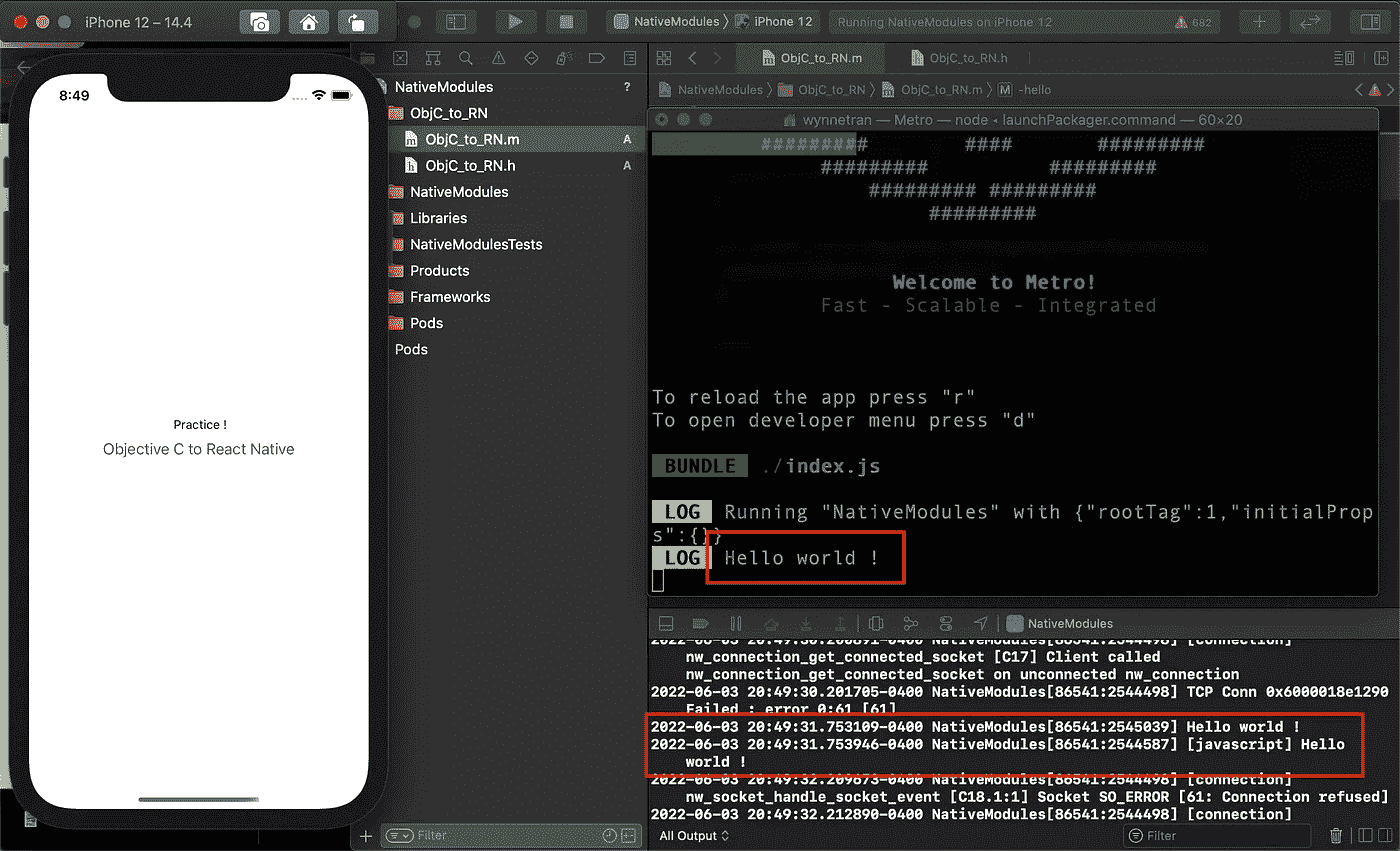 iPhone 12 – 14.4
NativeModules 〉 iPhone 12
Running NativeModules on iPhone 12
682
8:49
Practice !
Objective C to React Native
NativeModules ?
ObjC_to_RN
ObjC_to_RN.m A
ObjC_to_RN.h A
NativeModules
Libraries
NativeModulesTests
Products
Frameworks
Pods
Pods
Filter
ObjC_to_RN.m
ObjC_to_RN.h
NativeModules 〉 ObjC_to_RN 〉 ObjC_to_RN.m 〉 M -hello
wynnetran — Metro — node ◂ launchPackager.command — 60×20
######### #### #########
######### #########
######### #########
#########
Welcome to Metro!
Fast - Scalable - Integrated
To reload the app press "r"
To open developer menu press "d"
BUNDLE ./index.js
LOG Running "NativeModules" with {"rootTag":1,"initialProp
s":{}}
LOG Hello world !
NativeModules
2022-06-03 20:49:30.200891-0400 NativeModules[86541:2544498] [connection]
nw_connection_get_connected_socket [C17] Client called
nw_connection_get_connected_socket on unconnected nw_connection
2022-06-03 20:49:30.201705-0400 NativeModules[86541:2544498] TCP Conn 0x6000018e1290
Failed : error 0:61 [61]
2022-06-03 20:49:31.753109-0400 NativeModules[86541:2545039] Hello world !
2022-06-03 20:49:31.753946-0400 NativeModules[86541:2544587] [javascript] Hello
world !
2022-06-03 20:49:32.209673-0400 NativeModules[86541:2544498] [connection]
nw_socket_handle_socket_event [C18.1:1] Socket SO_ERROR [61: Connection refused]
2022-06-03 20:49:32.212890-0400 NativeModules[86541:2544498] [connection]
All Output
Filter